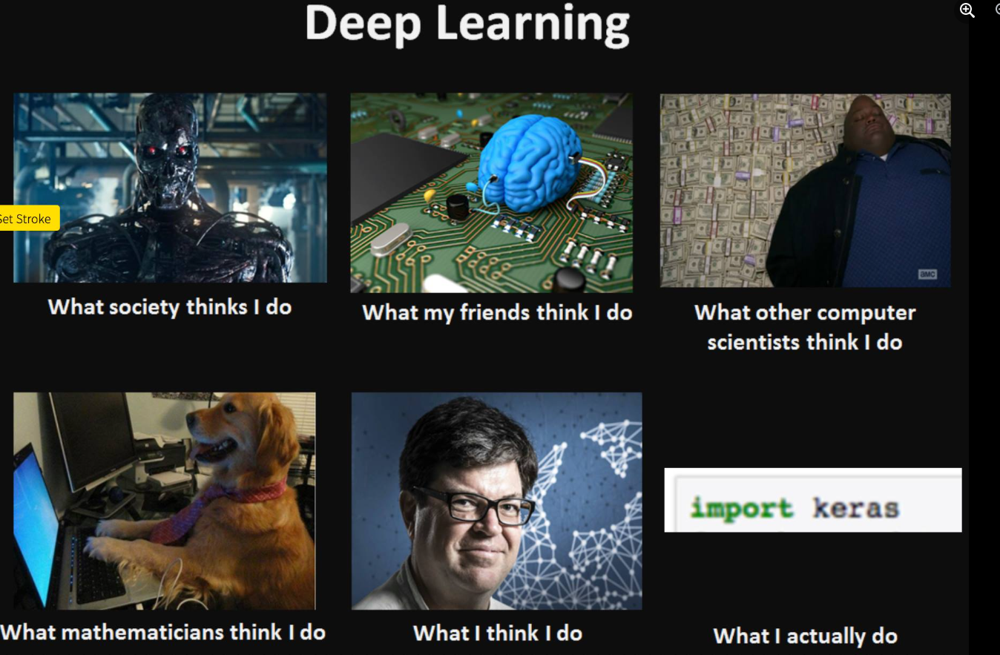 Deep Learning
Set Stroke
What society thinks I do
What my friends think I do
amc
What other computer
scientists think I do
import keras
What mathematicians think I do
What I think I do
What I actually do